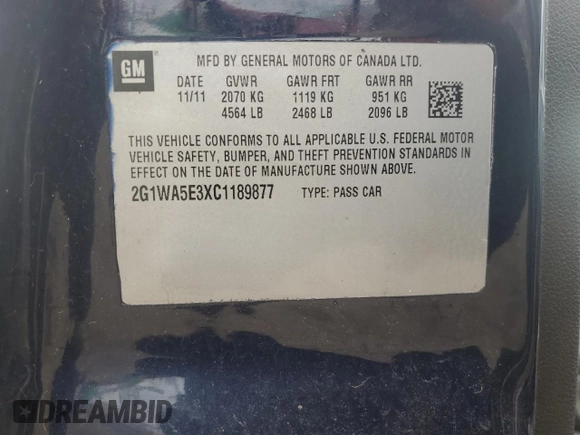 GM
MFD BY GENERAL MOTORS OF CANADA LTD.
DATE GVWR GAWR FRT GAWR RR
11/11 2070 KG 1119 KG 951 KG
4564 LB 2468 LB 2096 LB
THIS VEHICLE CONFORMS TO ALL APPLICABLE U.S. FEDERAL MOTOR
VEHICLE SAFETY, BUMPER, AND THEFT PREVENTION STANDARDS IN
EFFECT ON THE DATE OF MANUFACTURE SHOWN ABOVE.
2G1WA5E3XC1189877 TYPE: PASS CAR
DREAMBID